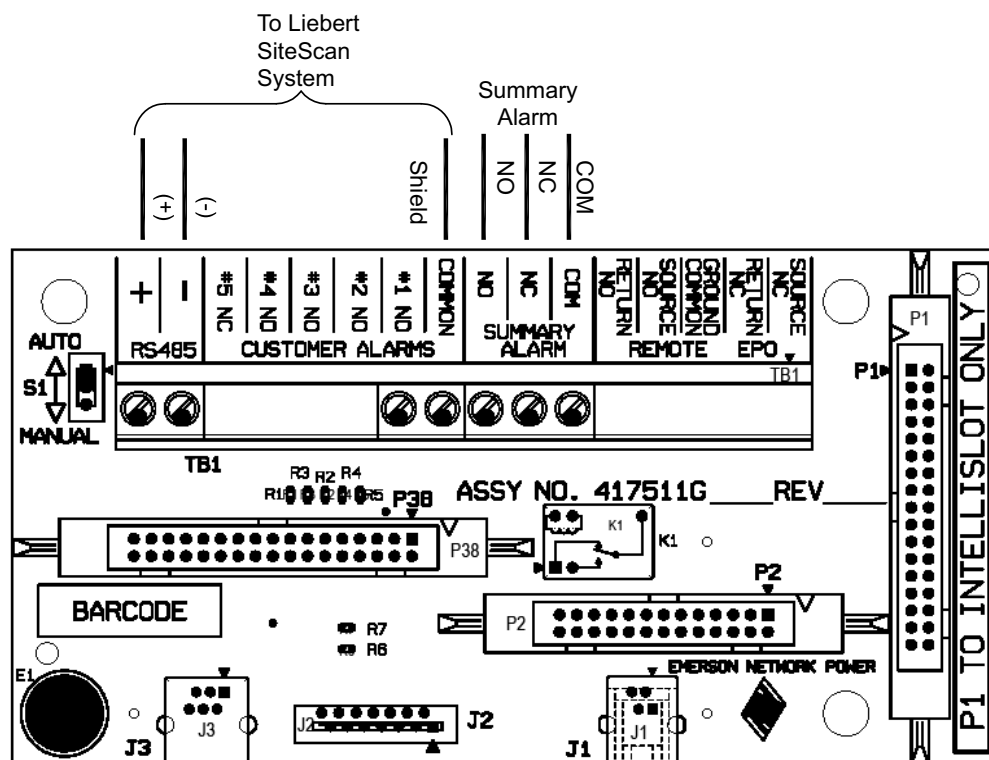 To Liebert
SiteScan
System
Summary
Alarm
(+)
(-)
Shield
NO
NC
COM
+
-
#5 NC
#4 NO
#3 NO
#2 NO
#1 NO
COMMON
NO
NC
COM
RETURN NO
SOURCE NO
GROUND COMMON
RETURN NC
SOURCE NC
RS485
CUSTOMER ALARMS
SUMMARY
ALARM
REMOTE EPO
TB1
AUTO
S1
MANUAL
TB1
R3 R2 R4
R1 R5
P38
ASSY NO. 417511G____REV____
P38
K1
K1
P1
P1
P1 TO INTELLISLOT ONLY
BARCODE
P2
P2
R7
R6
EMERSON NETWORK POWER
E1
J3
J3
J2
J2
J1
J1